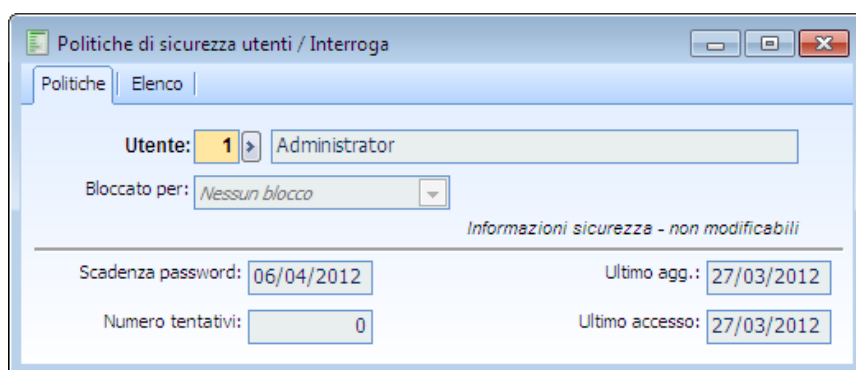 Politiche di sicurezza utenti / Interroga
Politiche Elenco
Utente: 1 Administrator
Bloccato per: Nessun blocco
Informazioni sicurezza - non modificabili
Scadenza password: 06/04/2012 Ultimo agg.: 27/03/2012
Numero tentativi: 0 Ultimo accesso: 27/03/2012